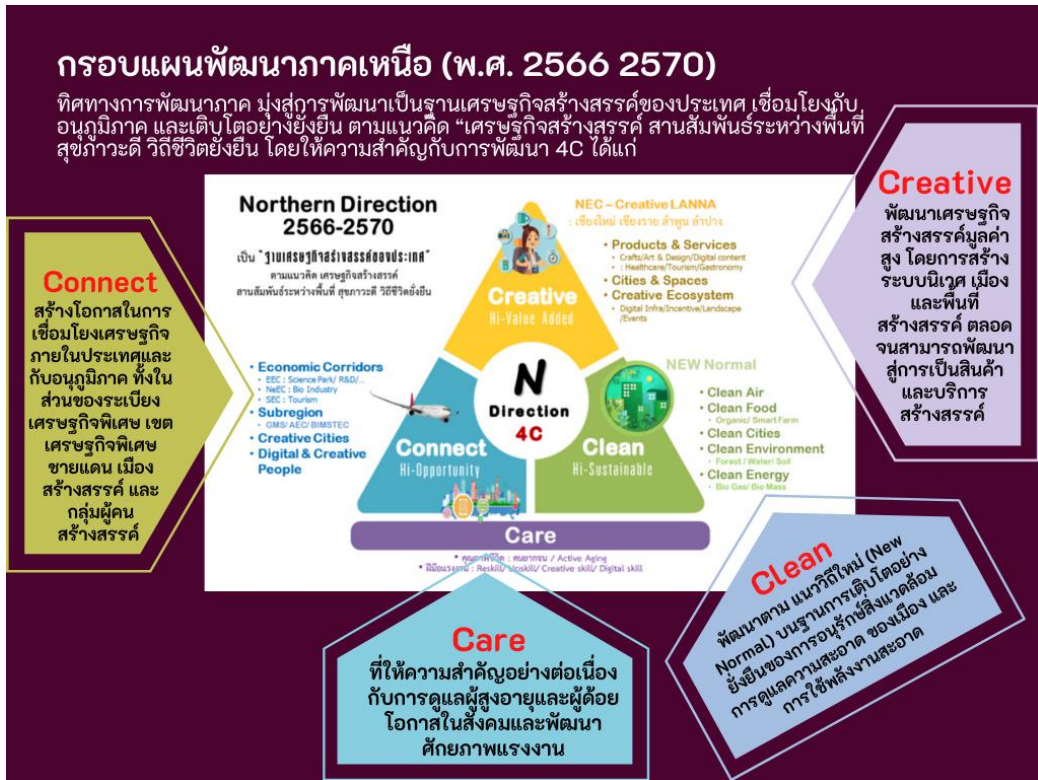 กรอบแผนพัฒนาภาคเหนือ (พ.ศ. 2566 2570)
ทิศทางการพัฒนาภาค มุ่งสู่การพัฒนาเป็นฐานเศรษฐกิจสร้างสรรค์ของประเทศ เชื่อมโยงกับ
อนุภูมิภาค และเติบโตอย่างยั่งยืน ตามแนวคิด “เศรษฐกิจสร้างสรรค์ สานสัมพันธ์ระหว่างพื้นที่
สุขภาวะดี วิถีชีวิตยั่งยืน โดยให้ความสำคัญกับการพัฒนา 4C ได้แก่
Connect
สร้างโอกาสในการ
เชื่อมโยงเศรษฐกิจ
ภายในประเทศและ
กับอนุภูมิภาค ทั้งใน
ส่วนของระเบียง
เศรษฐกิจพิเศษ เขต
เศรษฐกิจพิเศษ
ชายแดน เมือง
สร้างสรรค์ และ
กลุ่มผู้คน
สร้างสรรค์
Northern Direction
2566-2570
เป็น "ฐานเศรษฐกิจสร้างสรรค์ของประเทศ"
ตามแนวคิด เศรษฐกิจสร้างสรรค์
สานสัมพันธ์ระหว่างพื้นที่ สุขภาวะดี วิถีชีวิตยั่งยืน
NEC – Creative LANNA
: เชียงใหม่ เชียงราย ลำพูน ลำปาง
• Products & Services
• Crafts/Art & Design/Digital content
• : Healthcare/Tourism/Gastronomy
• Cities & Spaces
• Creative Ecosystem
• Digital Infra/Incentive/Landscape
/Events
Creative
Hi-Value Added
• Economic Corridors
• EEC : Science Park/ R&D/...
• NeEC : Bio Industry
• SEC : Tourism
• Subregion
• GMS/ AEC/ BIMSTEC
• Creative Cities
• Digital & Creative
People
N
Direction
4C
Connect
Hi-Opportunity
Clean
Hi-Sustainable
NEW Normal
• Clean Air
• Clean Food
• Organic/ Smart Farm
• Clean Cities
• Clean Environment
• Forest / Water/ Soil
• Clean Energy
• Bio Gas/ Bio Mass
Care
• คุณภาพชีวิต : คนยากจน / Active Aging
• ฝีมือแรงงาน : Reskill/ Upskill/ Creative skill/ Digital skill
Creative
พัฒนาเศรษฐกิจ
สร้างสรรค์มูลค่า
สูง โดยการสร้าง
ระบบนิเวศ เมือง
และพื้นที่
สร้างสรรค์ ตลอด
จนสามารถพัฒนา
สู่การเป็นสินค้า
และบริการ
สร้างสรรค์
Care
ที่ให้ความสำคัญอย่างต่อเนื่อง
กับการดูแลผู้สูงอายุและผู้ด้อย
โอกาสในสังคมและพัฒนา
ศักยภาพแรงงาน
Clean
พัฒนาตาม แนววิถีใหม่ (New
Normal) บนฐานการเติบโตอย่าง
ยั่งยืนของการอนุรักษ์สิ่งแวดล้อม
การดูแลความสะอาด ของเมือง และ
การใช้พลังงานสะอาด